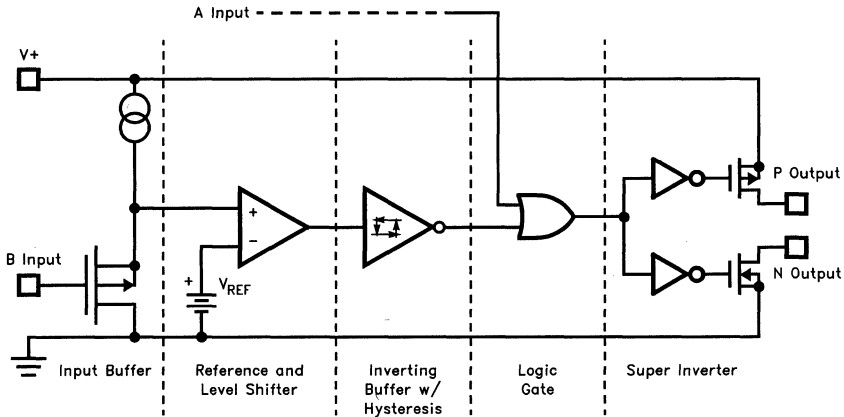 A Input
V+
P Output
+
−
B Input
+
VREF
N Output
Input Buffer
Reference and
Level Shifter
Inverting
Buffer w/
Hysteresis
Logic
Gate
Super Inverter